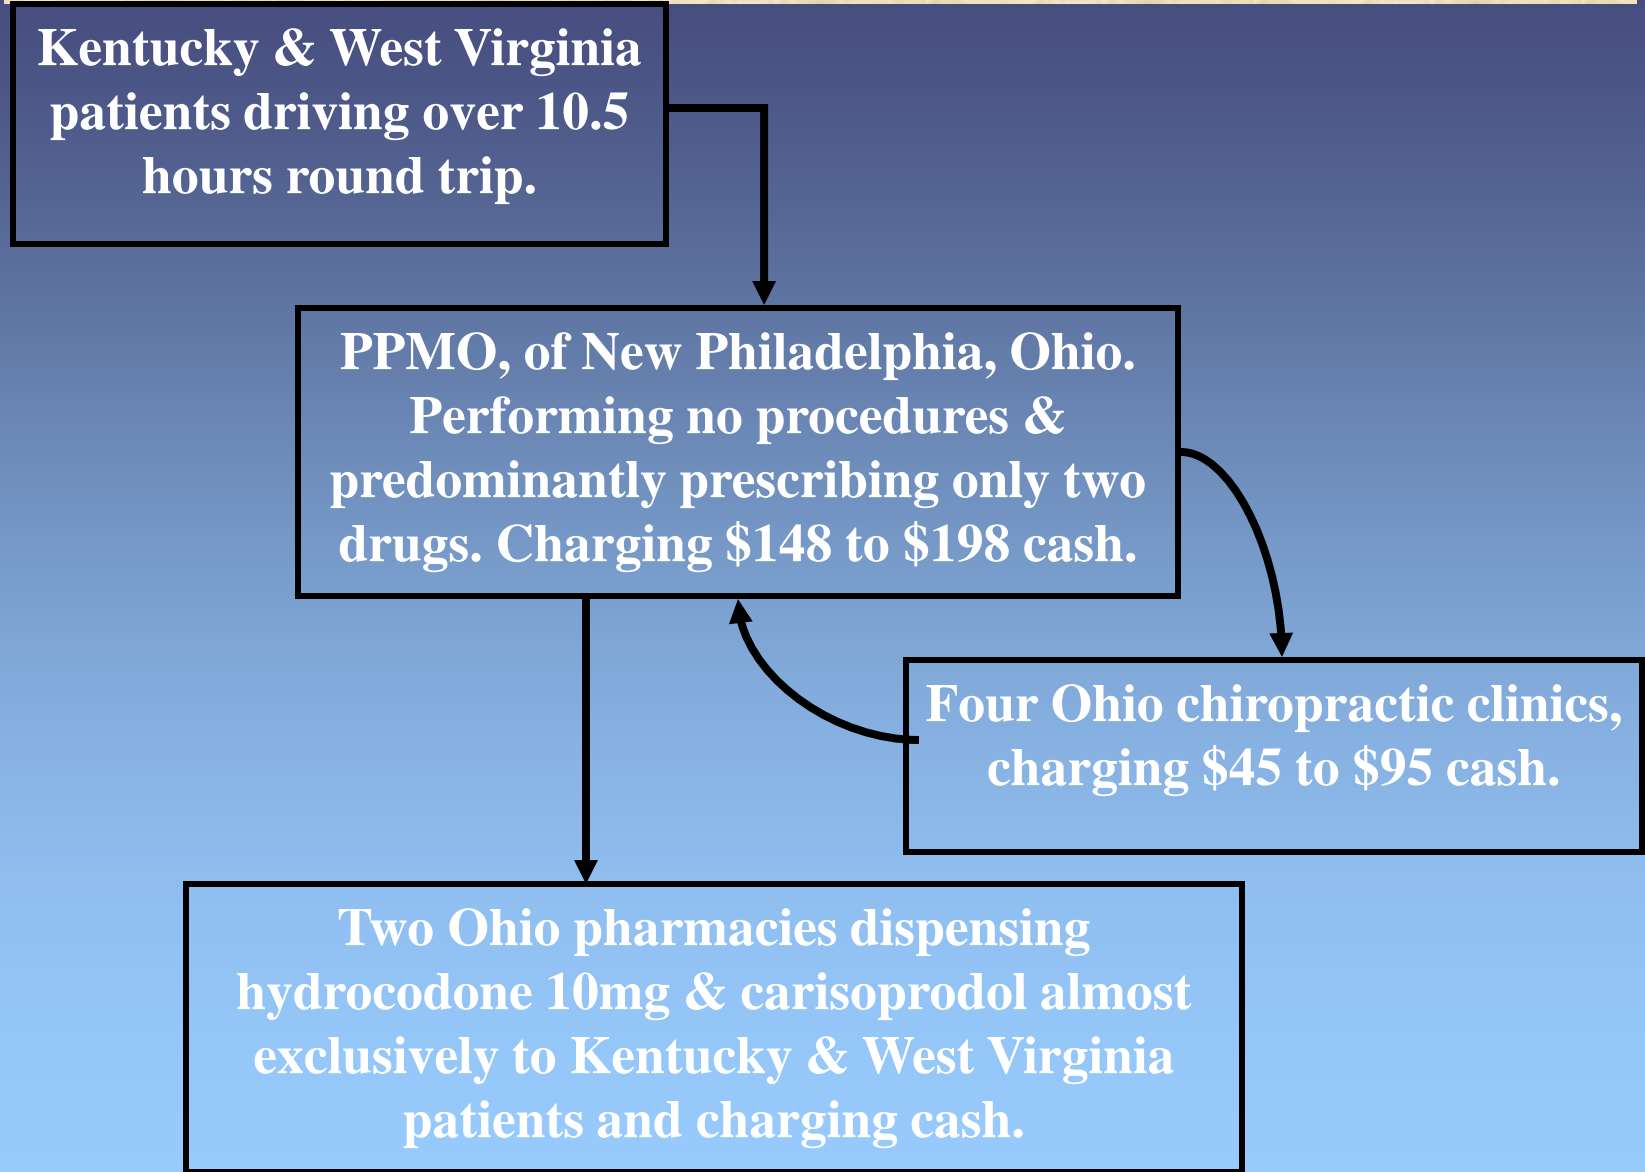 Kentucky & West Virginia
patients driving over 10.5
hours round trip.
PPMO, of New Philadelphia, Ohio.
Performing no procedures &
predominantly prescribing only two
drugs. Charging $148 to $198 cash.
Four Ohio chiropractic clinics,
charging $45 to $95 cash.
Two Ohio pharmacies dispensing
hydrocodone 10mg & carisoprodol almost
exclusively to Kentucky & West Virginia
patients and charging cash.